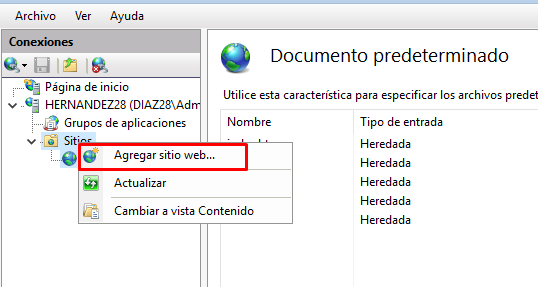 Archivo Ver Ayuda
Conexiones
Página de inicio
HERNANDEZ28 (DIAZ28\Adm
Grupos de aplicaciones
Sitios
Agregar sitio web...
Actualizar
Cambiar a vista Contenido
Documento predeterminado
Utilice esta característica para especificar los archivos predet
Nombre Tipo de entrada
Heredada
Heredada
Heredada
Heredada
Heredada